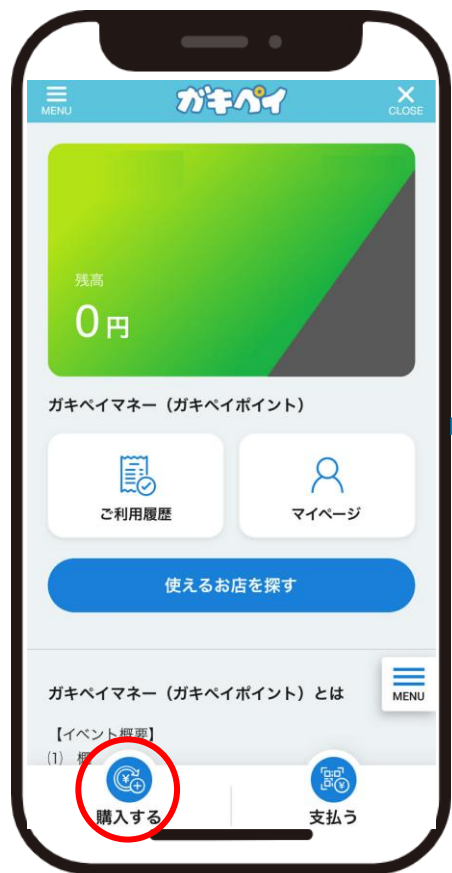 MENU
ガキペイ
CLOSE
残高
0円
ガキペイマネー（ガキペイポイント）
ご利用履歴
マイページ
使えるお店を探す
ガキペイマネー（ガキペイポイント）とは
MENU
【イベント概要】
(1) 概
購入する
支払う